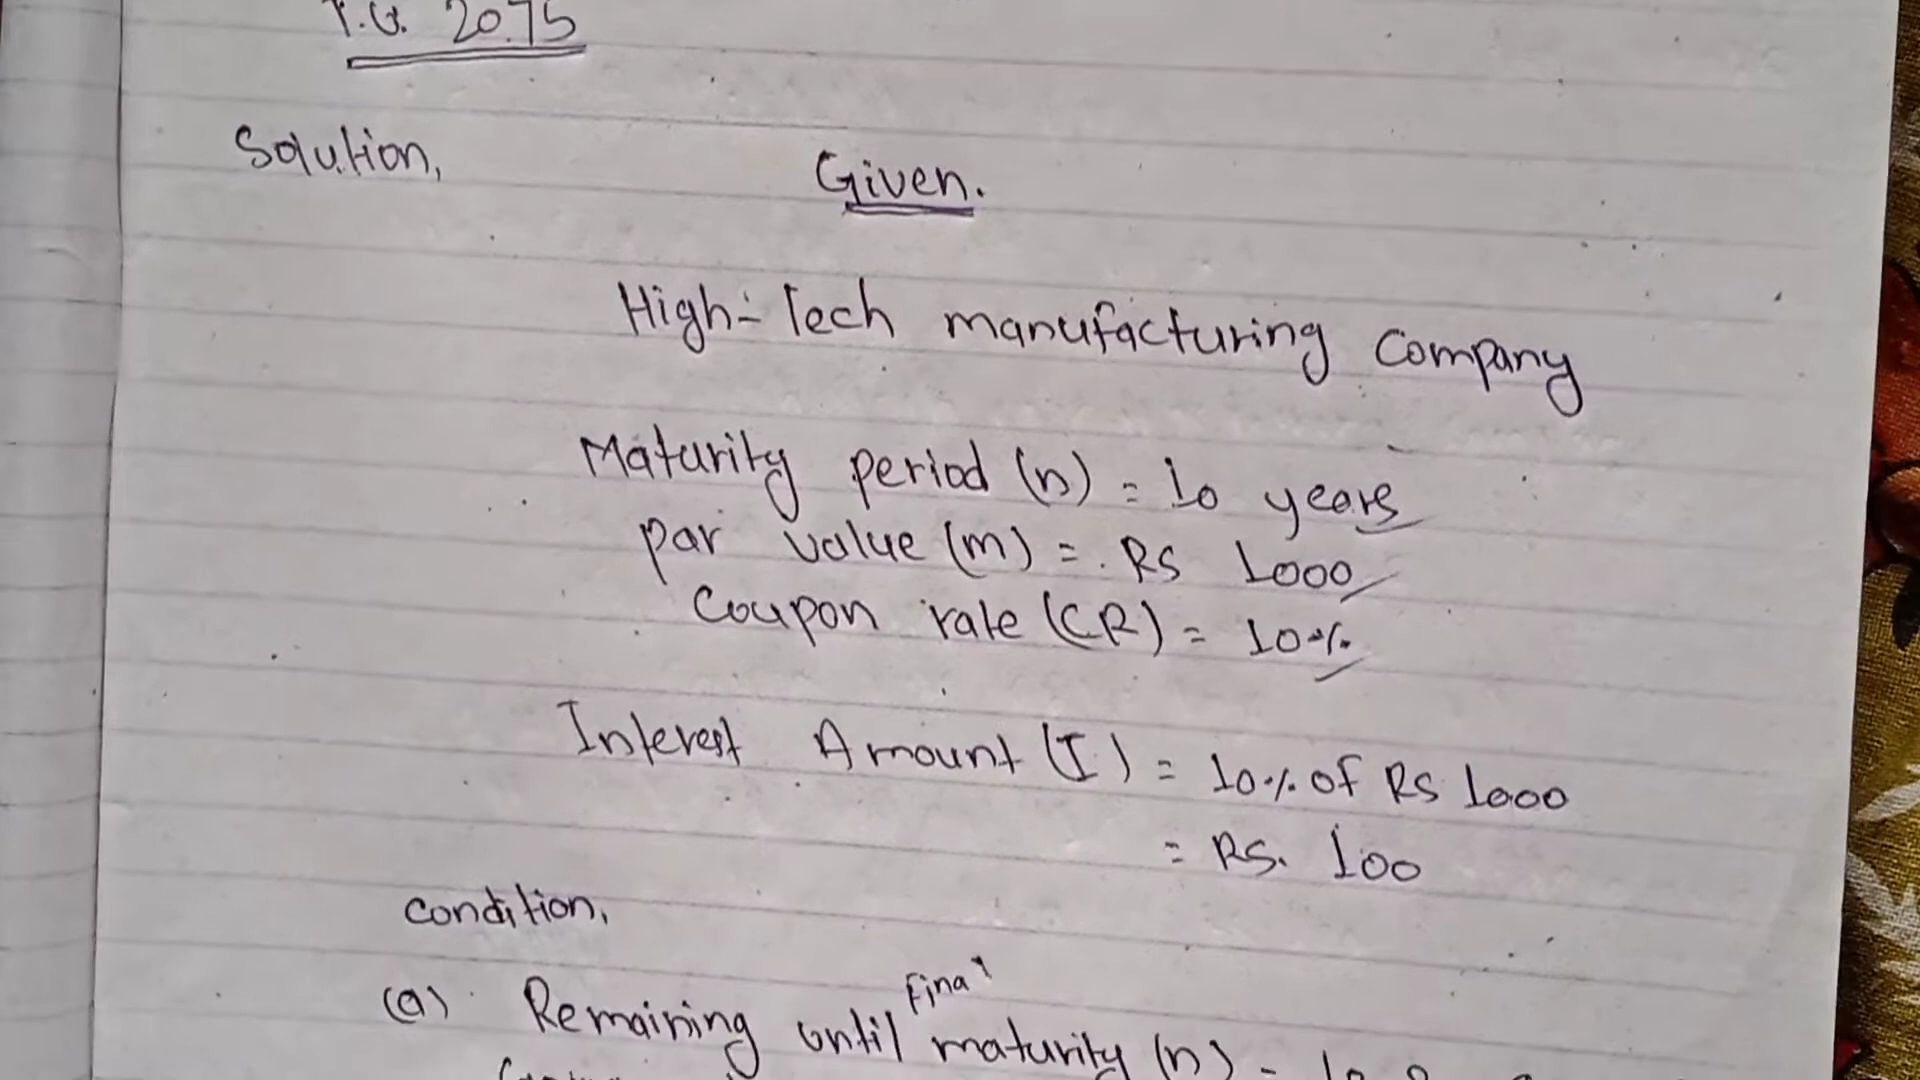 2075
Solution,
Given.
High-Tech manufacturing company
Maturity period (n) = 10 years
par value (m) = RS 1000
Coupon rate (CR) = 10%
Interest Amount (I) = 10% of RS 1000
= RS. 100
condition,
(a) Remaining until Final maturity (n) =